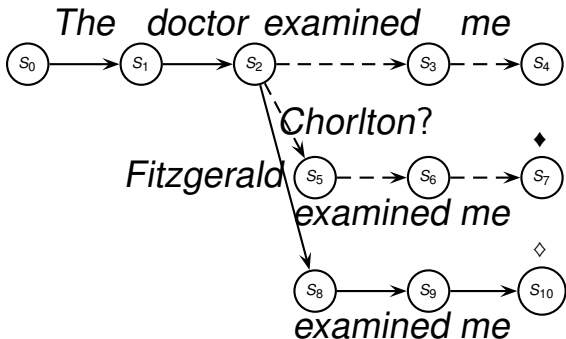 The doctor examined me
S0 S1 S2 S3 S4
Chorlton?
♦
Fitzgerald S5 S6 S7
examined me
◊
S8 S9 S10
examined me